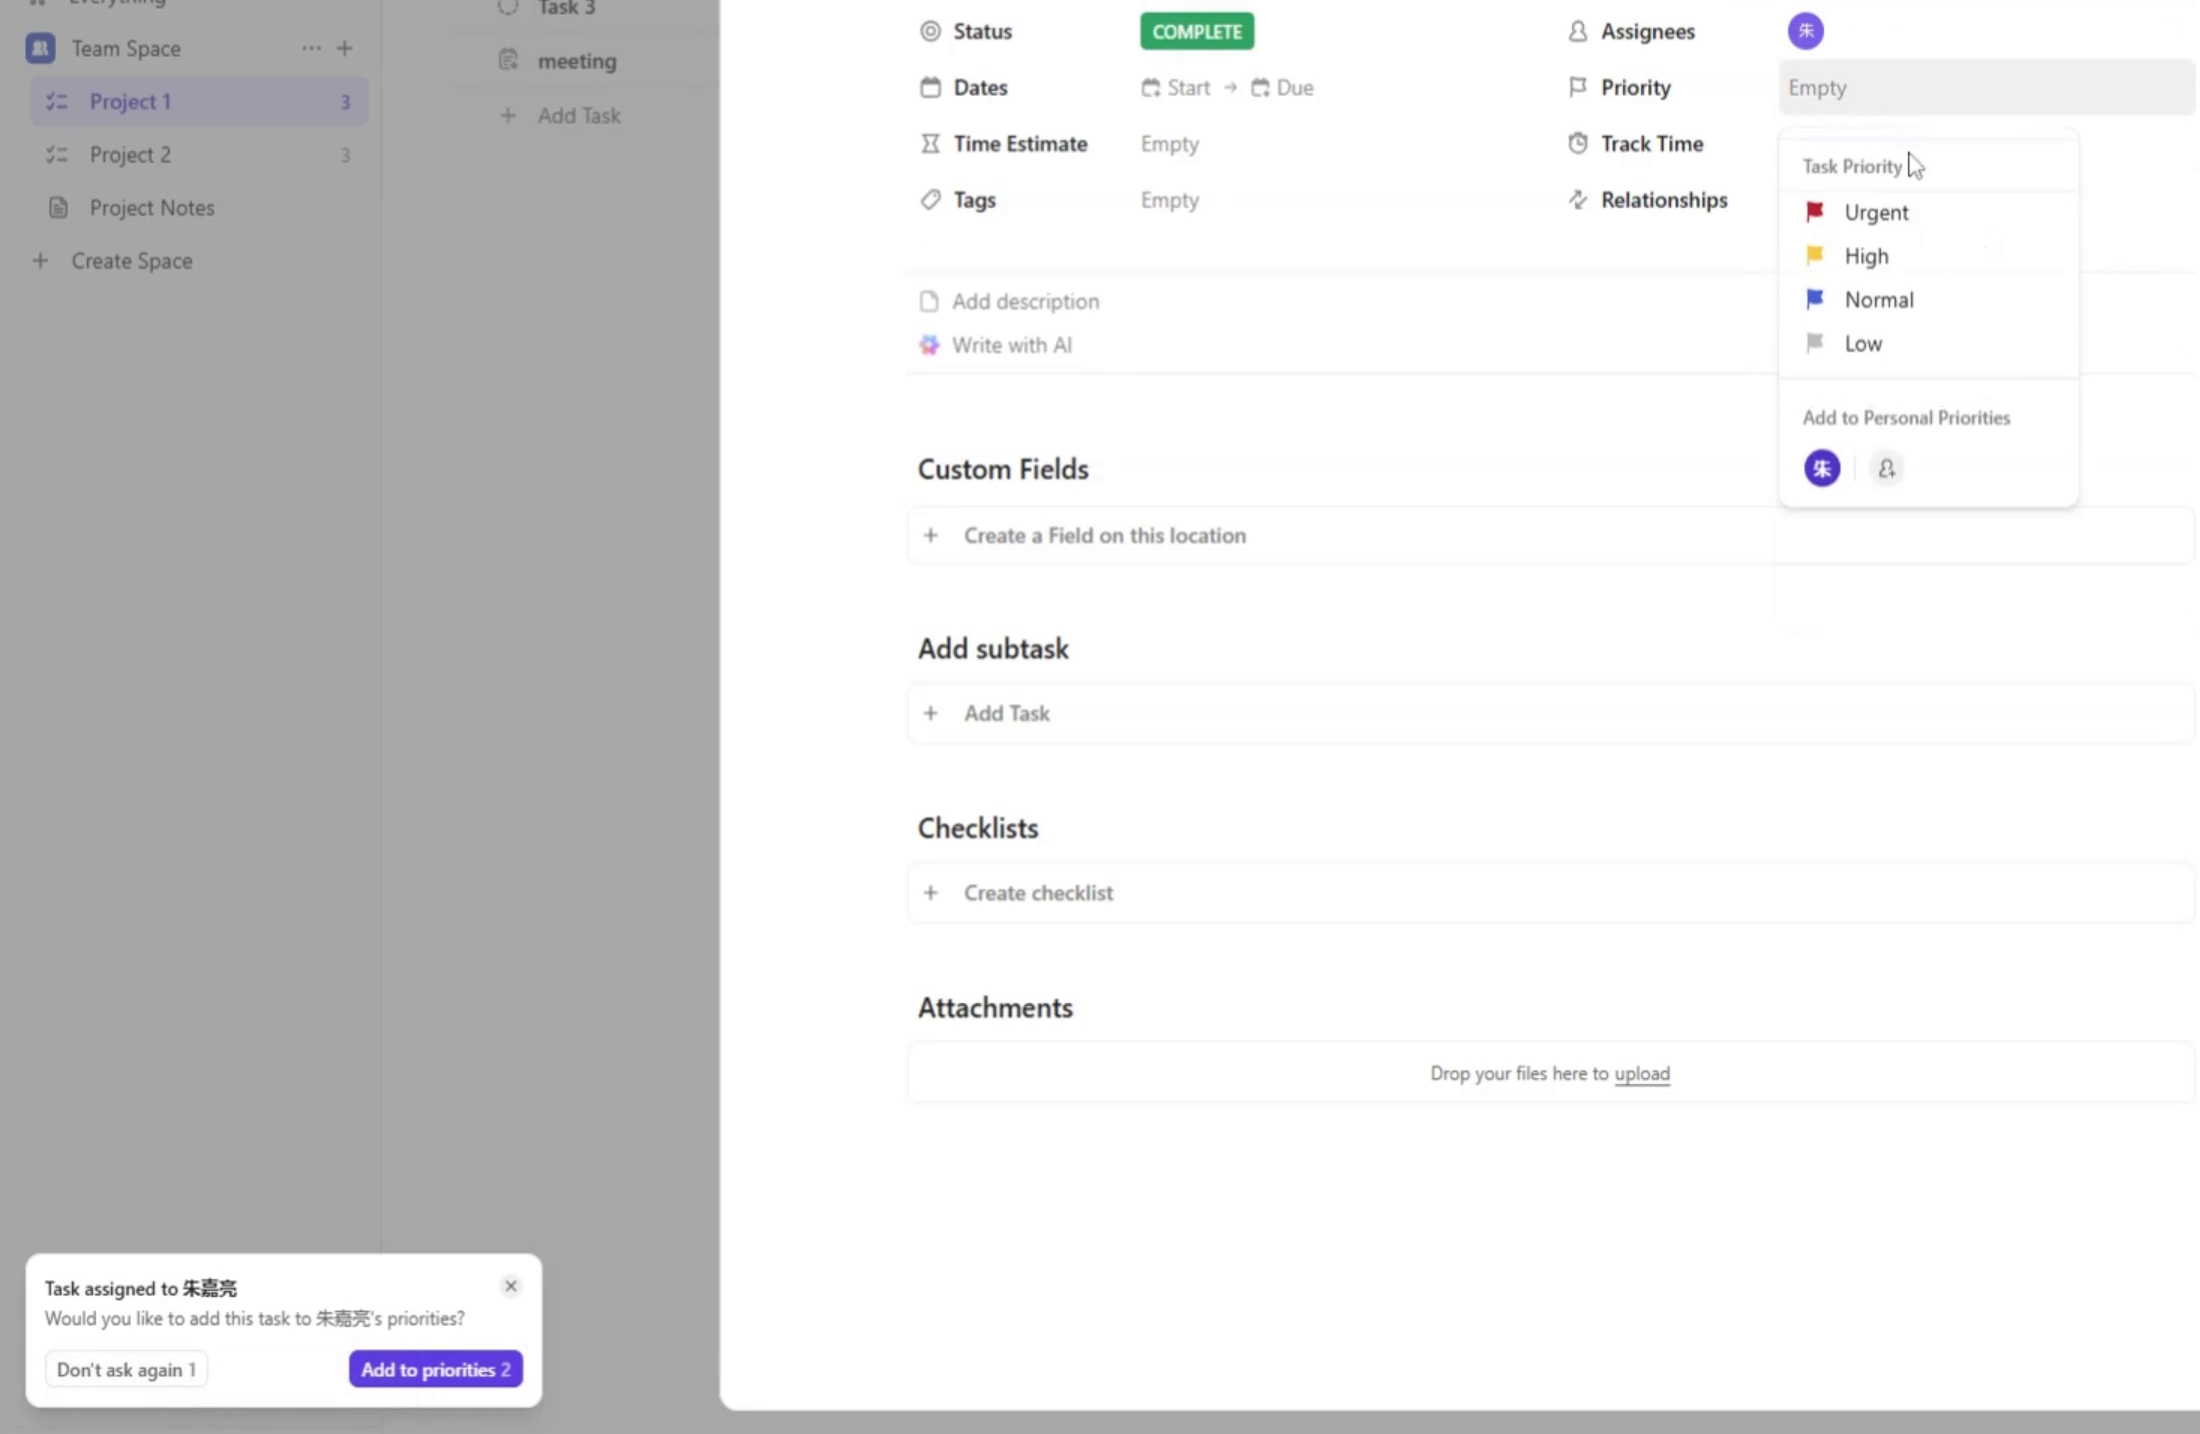 Everything
Team Space
Project 1 3
Project 2 3
Project Notes
Create Space
Task 3
meeting
Add Task
Status COMPLETE
Dates Start Due
Time Estimate Empty
Tags Empty
Assignees 朱
Priority Empty
Track Time
Relationships
Task Priority
Urgent
High
Normal
Low
Add to Personal Priorities
朱
Add description
Write with AI
Custom Fields
Create a Field on this location
Add subtask
Add Task
Checklists
Create checklist
Attachments
Drop your files here to upload
Task assigned to 朱嘉亮
Would you like to add this task to 朱嘉亮's priorities?
Don't ask again 1
Add to priorities 2